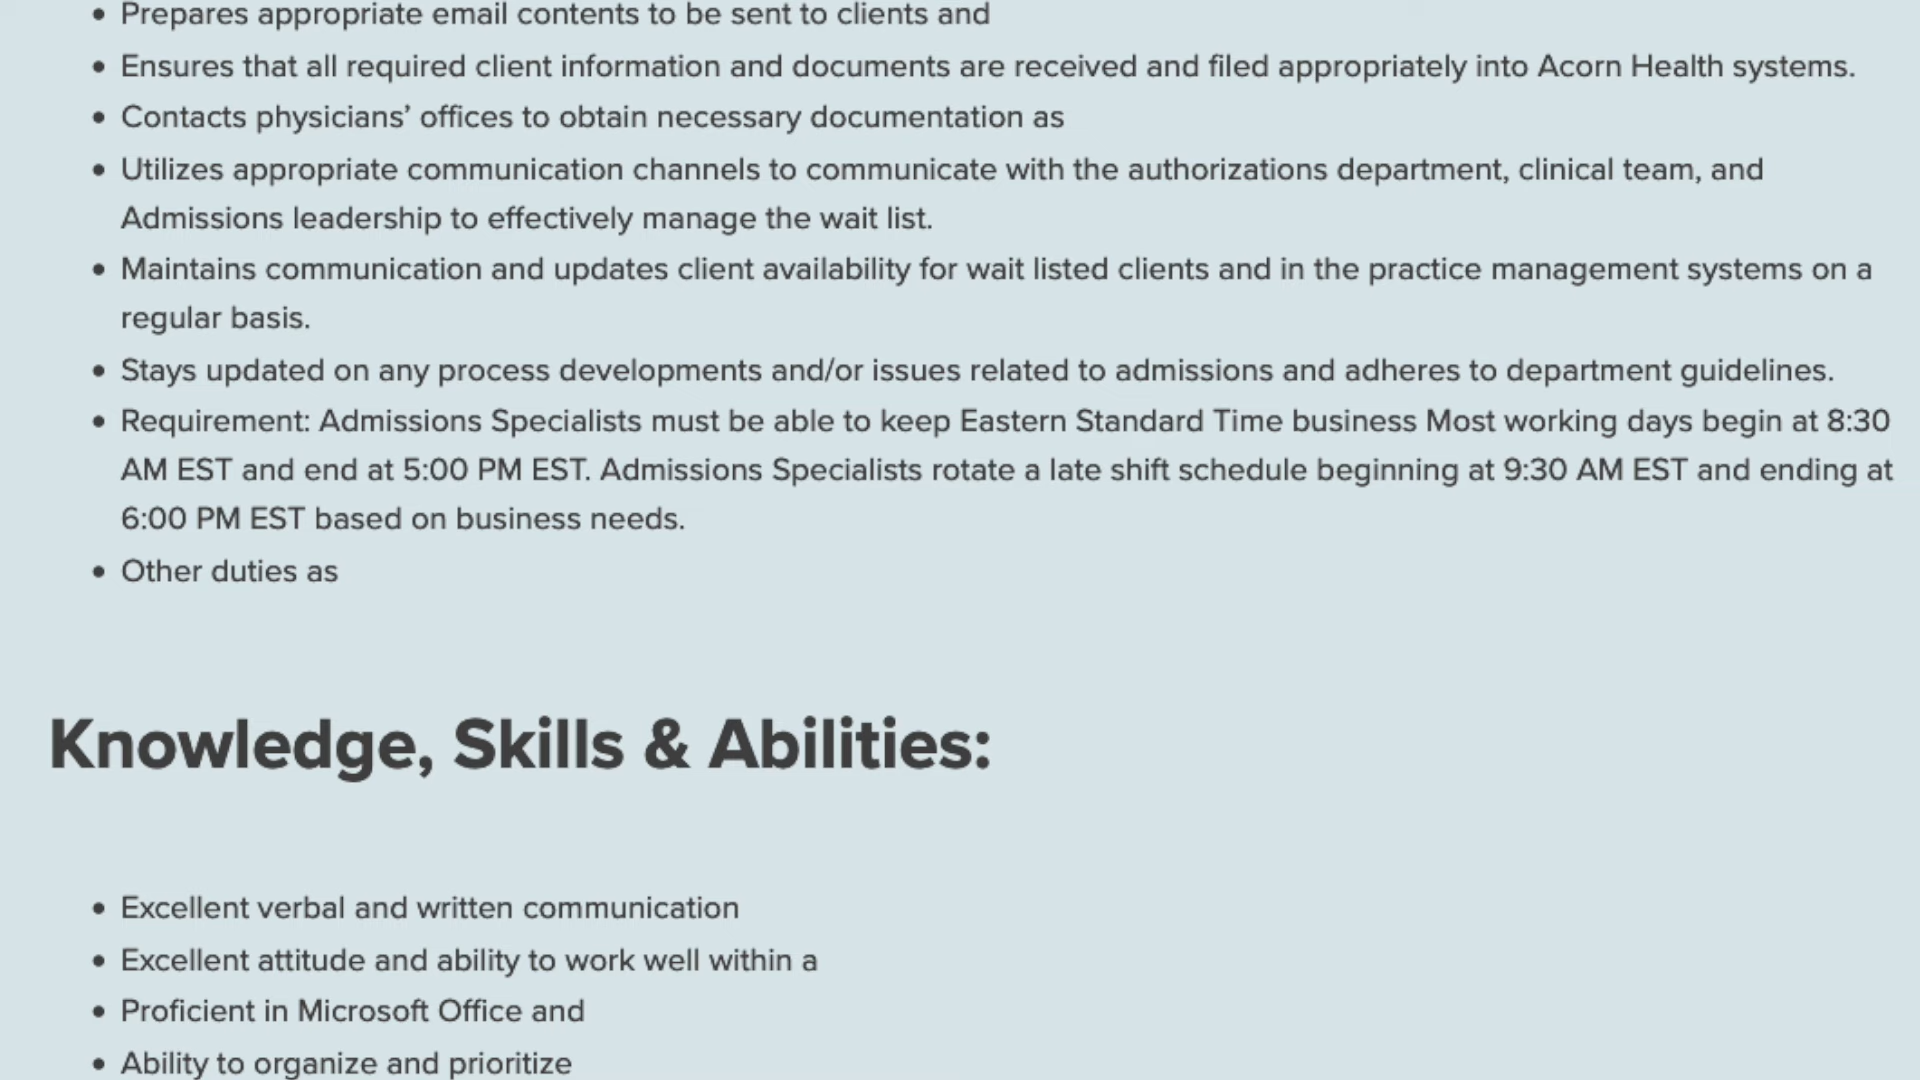 • Prepares appropriate email contents to be sent to clients and
• Ensures that all required client information and documents are received and filed appropriately into Acorn Health systems.
• Contacts physicians’ offices to obtain necessary documentation as
• Utilizes appropriate communication channels to communicate with the authorizations department, clinical team, and
Admissions leadership to effectively manage the wait list.
• Maintains communication and updates client availability for wait listed clients and in the practice management systems on a
regular basis.
• Stays updated on any process developments and/or issues related to admissions and adheres to department guidelines.
• Requirement: Admissions Specialists must be able to keep Eastern Standard Time business Most working days begin at 8:30
AM EST and end at 5:00 PM EST. Admissions Specialists rotate a late shift schedule beginning at 9:30 AM EST and ending at
6:00 PM EST based on business needs.
• Other duties as
Knowledge, Skills & Abilities:
• Excellent verbal and written communication
• Excellent attitude and ability to work well within a
• Proficient in Microsoft Office and
• Ability to organize and prioritize